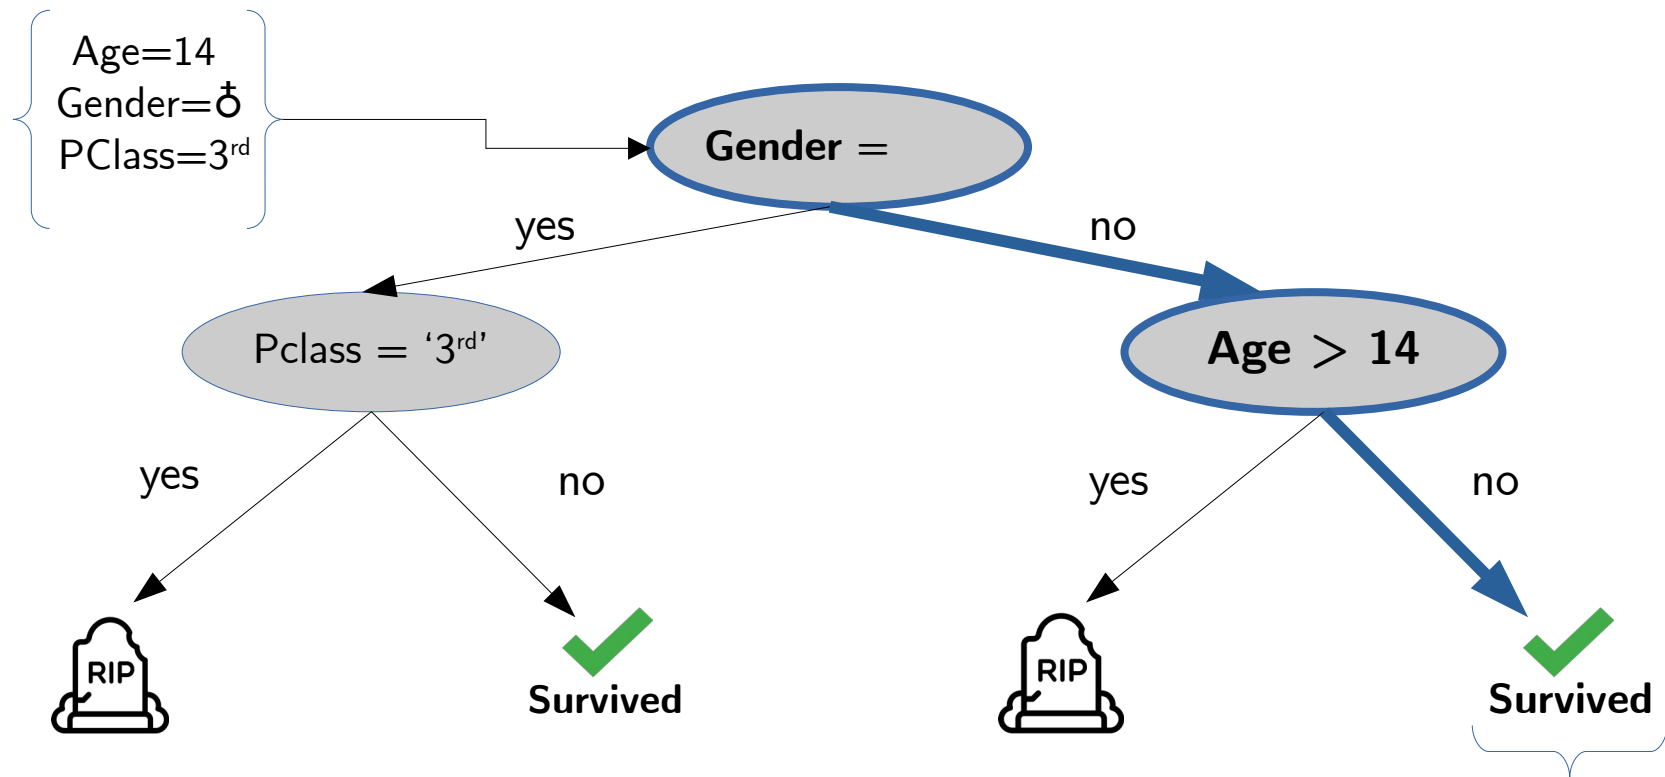 Age=14
Gender=♁
PClass=3rd
Gender =
yes
no
Pclass = ‘3rd’
Age > 14
yes
no
yes
no
RIP
Survived
RIP
Survived